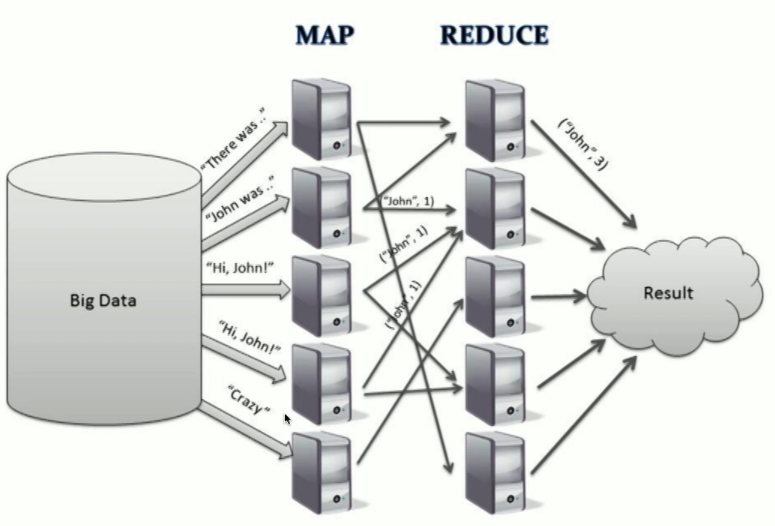 MAP
REDUCE
"There was .."
"John was .."
"Hi, John!"
"Hi, John!"
"Crazy"
Big Data
("John", 1)
("John", 1)
("John", 1)
("John", 3)
Result